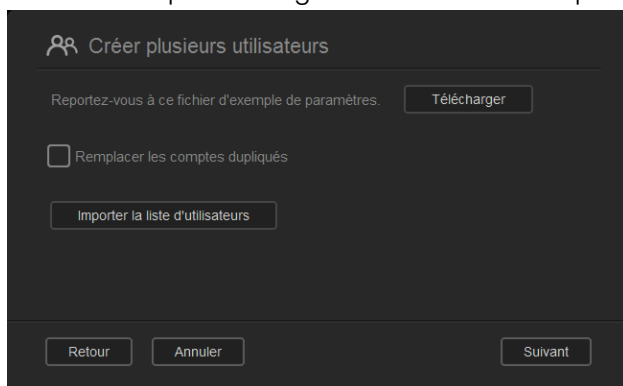 Créer plusieurs utilisateurs
Reportez-vous à ce fichier d'exemple de paramètres. Télécharger
Remplacer les comptes dupliqués
Importer la liste d'utilisateurs
Retour Annuler Suivant